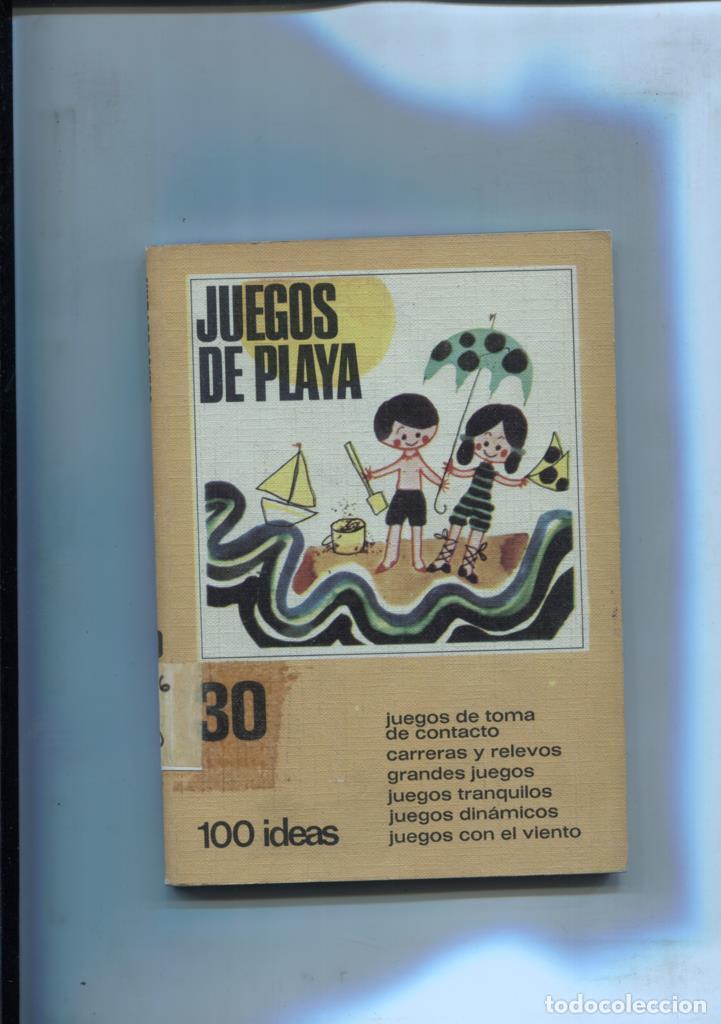 JUEGOS
DE PLAYA
6
30
juegos de toma
de contacto
carreras y relevos
grandes juegos
juegos tranquilos
juegos dinámicos
juegos con el viento
100 ideas
todocoleccion